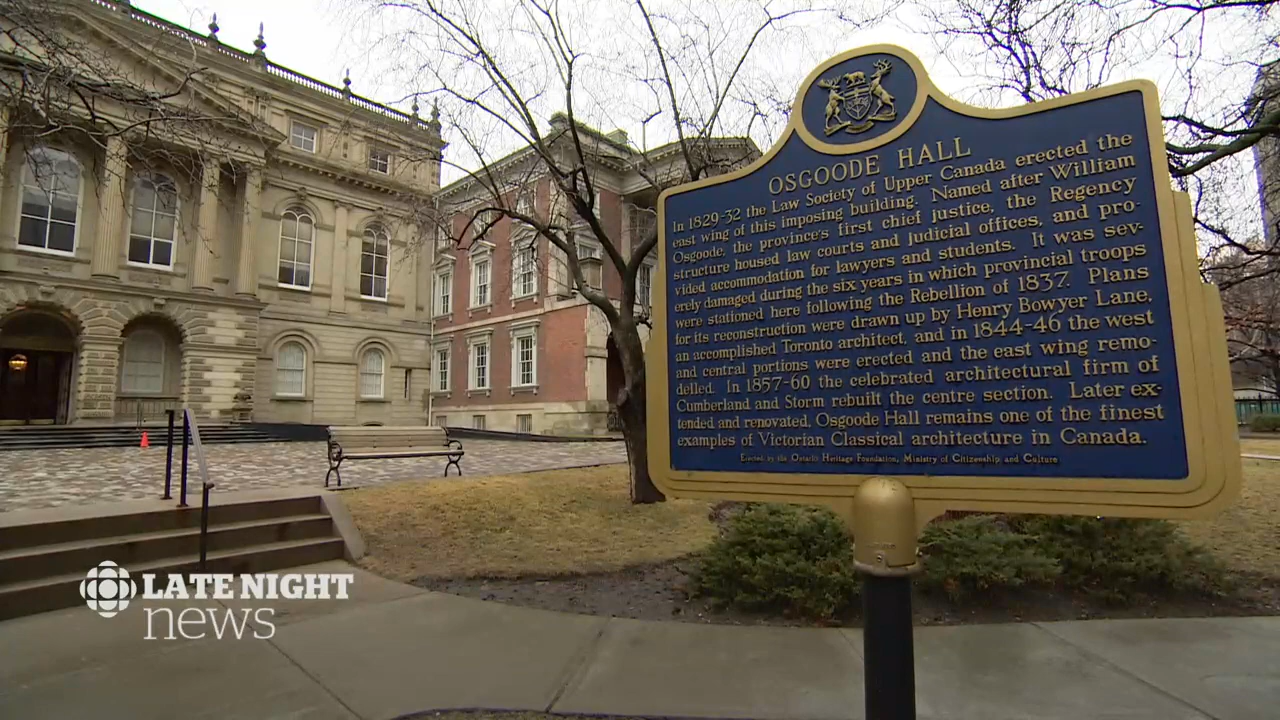 OSGOODE HALL
In 1829-32 the Law Society of Upper Canada erected the
east wing of this imposing building. Named after William
Osgoode, the province's first chief justice, the Regency
structure housed law courts and judicial offices, and pro-
vided accommodation for lawyers and students. It was sev-
erely damaged during the six years in which provincial troops
were stationed here following the Rebellion of 1837. Plans
for its reconstruction were drawn up by Henry Bowyer Lane,
an accomplished Toronto architect, and in 1844-46 the west
and central portions were erected and the east wing remo-
delled. In 1857-60 the celebrated architectural firm of
Cumberland and Storm rebuilt the centre section. Later ex-
tended and renovated, Osgoode Hall remains one of the finest
examples of Victorian Classical architecture in Canada.
Erected by the Ontario Heritage Foundation, Ministry of Citizenship and Culture
LATE NIGHT
news